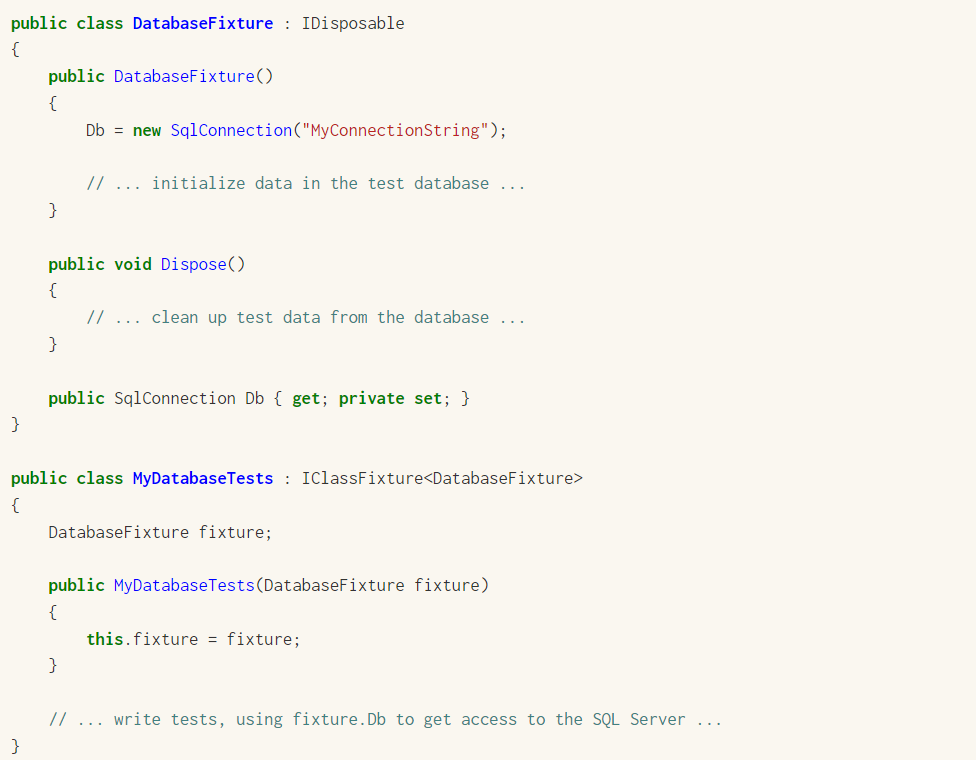 public class DatabaseFixture : IDisposable
{
    public DatabaseFixture()
    {
        Db = new SqlConnection("MyConnectionString");

        // ... initialize data in the test database ...
    }

    public void Dispose()
    {
        // ... clean up test data from the database ...
    }

    public SqlConnection Db { get; private set; }
}

public class MyDatabaseTests : IClassFixture<DatabaseFixture>
{
    DatabaseFixture fixture;

    public MyDatabaseTests(DatabaseFixture fixture)
    {
        this.fixture = fixture;
    }

    // ... write tests, using fixture.Db to get access to the SQL Server ...
}